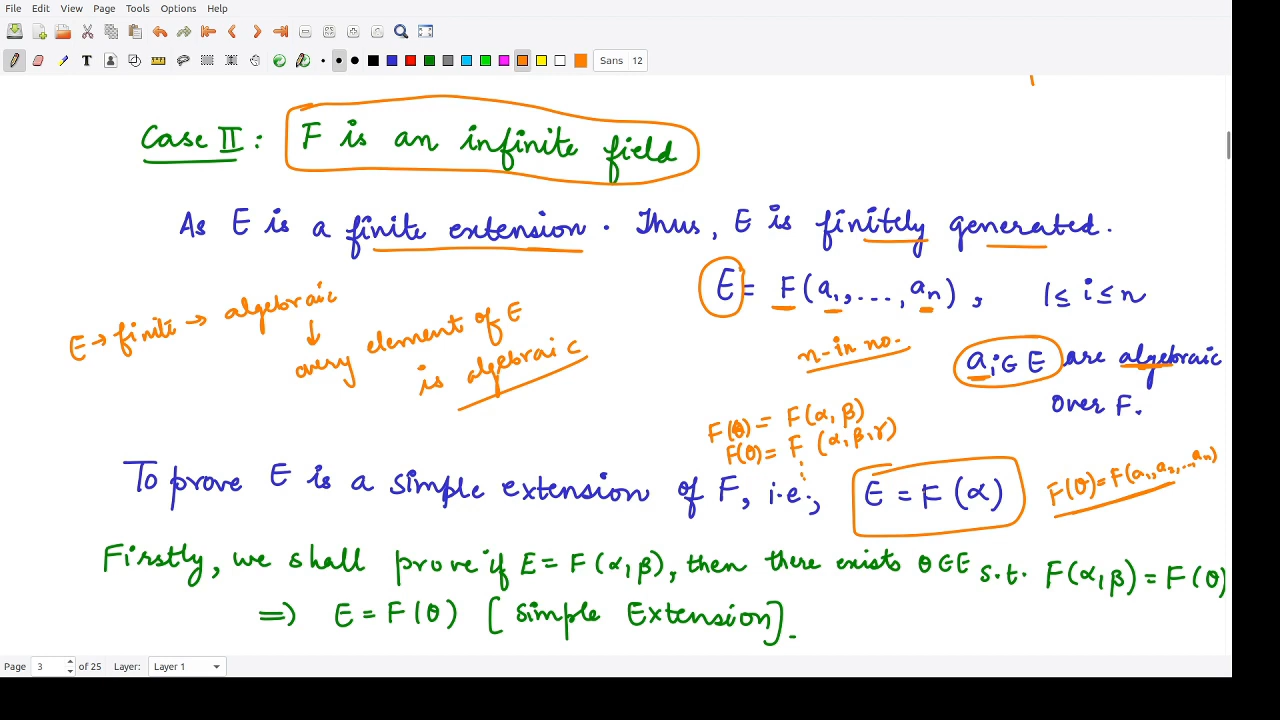 File Edit View Page Tools Options Help
Sans 12
Case II : F is an infinite field
As E is a finite extension. Thus, E is finitely generated.
E = F(a₁,...,aₙ), 1 ≤ i ≤ n
E → finite → algebraic
↓
every element of E
is algebraic
n-in no.
aᵢ ∈ E are algebraic
over F.
F(θ) = F(α, β)
F(θ) = F(α, β, γ)
⋮
To prove E is a simple extension of F, i.e., E = F(α)
F(θ) = F(a₁, a₂, ..., aₙ)
Firstly, we shall prove if E = F(α, β), then there exists θ ∈ E s.t. F(α, β) = F(θ)
⇒ E = F(θ) [Simple Extension].
Page 3 of 25 Layer: Layer 1